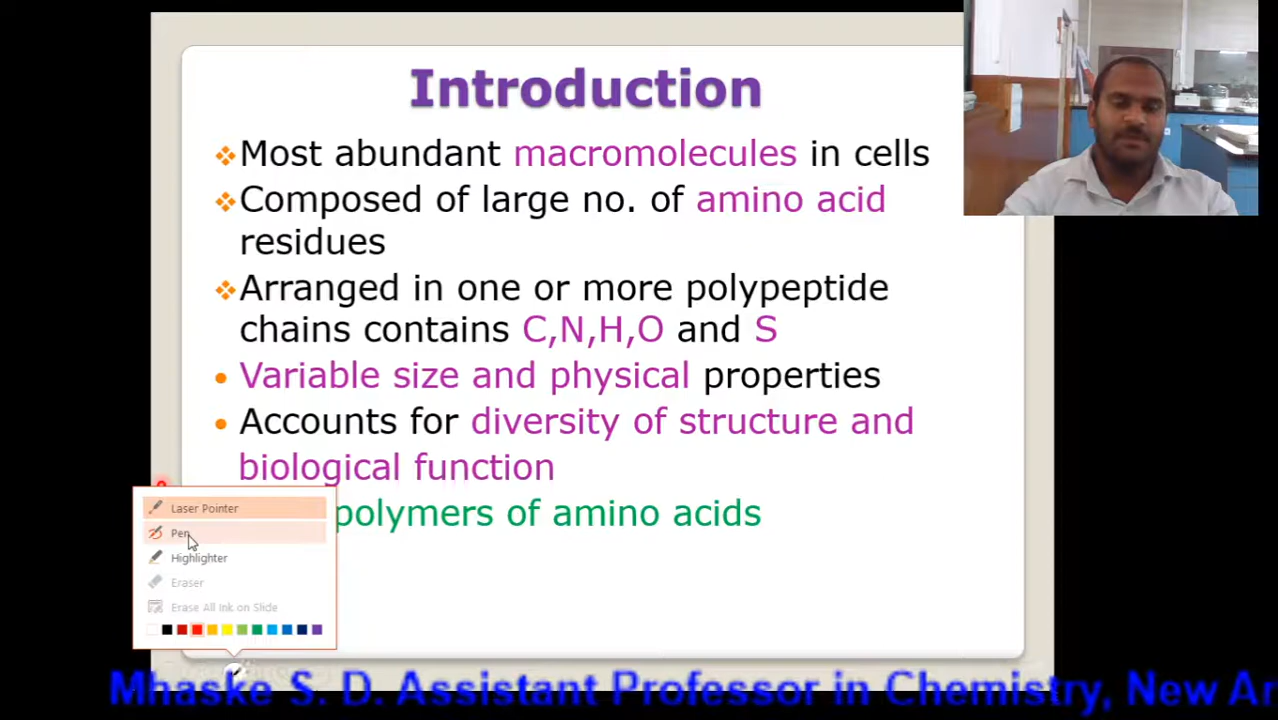 Introduction
Most abundant macromolecules in cells
Composed of large no. of amino acid
residues
Arranged in one or more polypeptide
chains contains C,N,H,O and S
Variable size and physical properties
Accounts for diversity of structure and
biological function
polymers of amino acids
Laser Pointer
Pen
Highlighter
Eraser
Erase All Ink on Slide
Mhaske S. D. Assistant Professor in Chemistry, New Ar